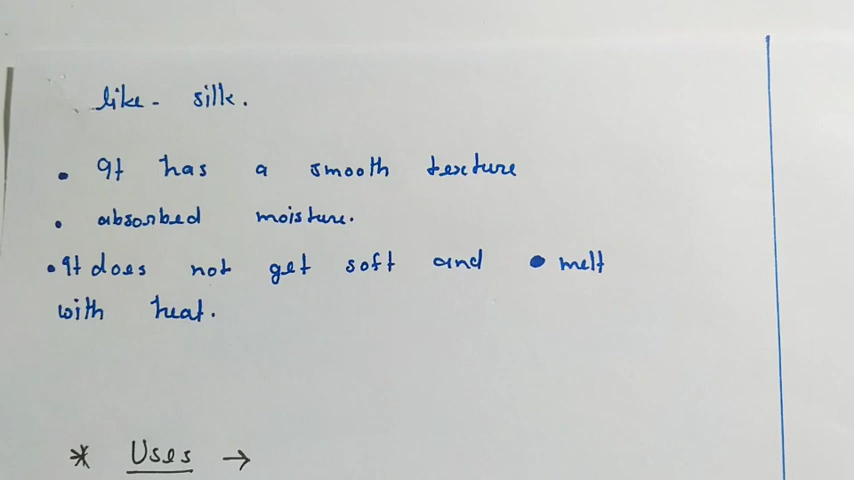 like - silk.
• It has a smooth texture
• absorbed moisture.
• It does not get soft and • melt
with heat.
* Uses →